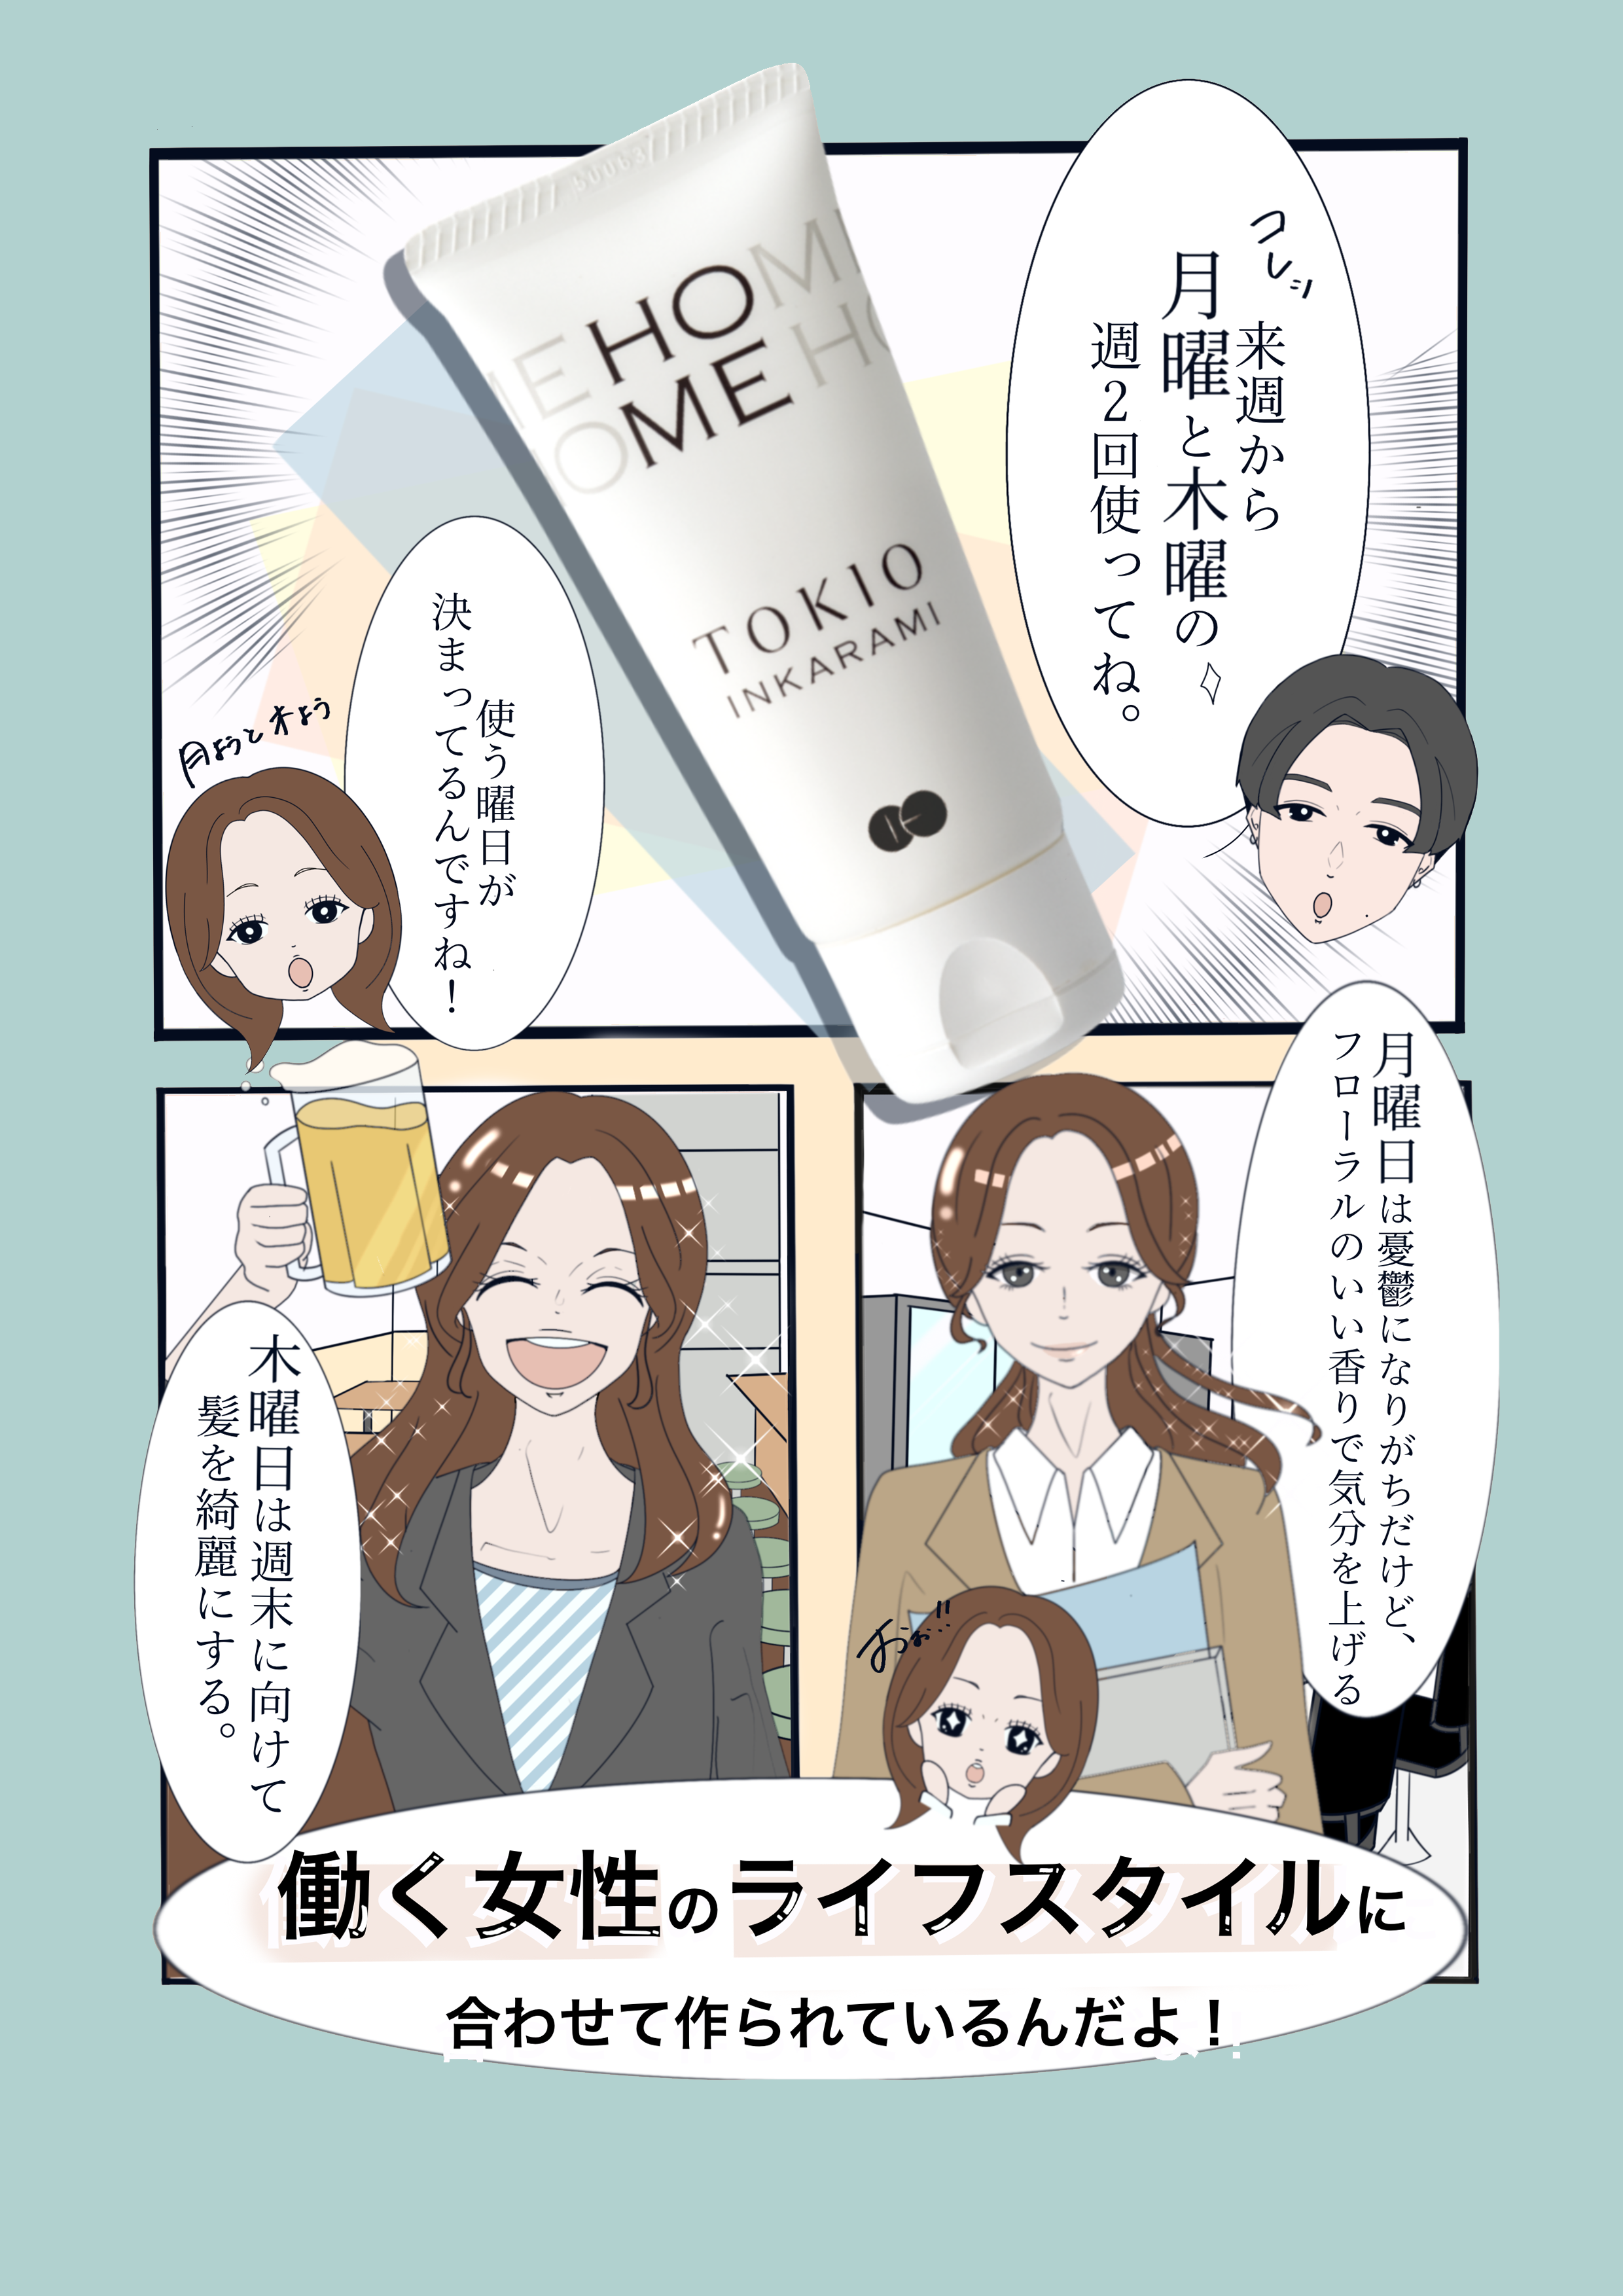 コレ!!
来週から
月曜と木曜の
週2回使ってね。
HOME
HOME
HO
ME
TOKIO
INKARAMI
使う曜日が
決まってるんですね！
月ようと木よう
月曜日は憂鬱になりがちだけど、
フローラルのいい香りで気分を上げる
おぉ!!
木曜日は週末に向けて
髪を綺麗にする。
働く女性のライフスタイルに
合わせて作られているんだよ！